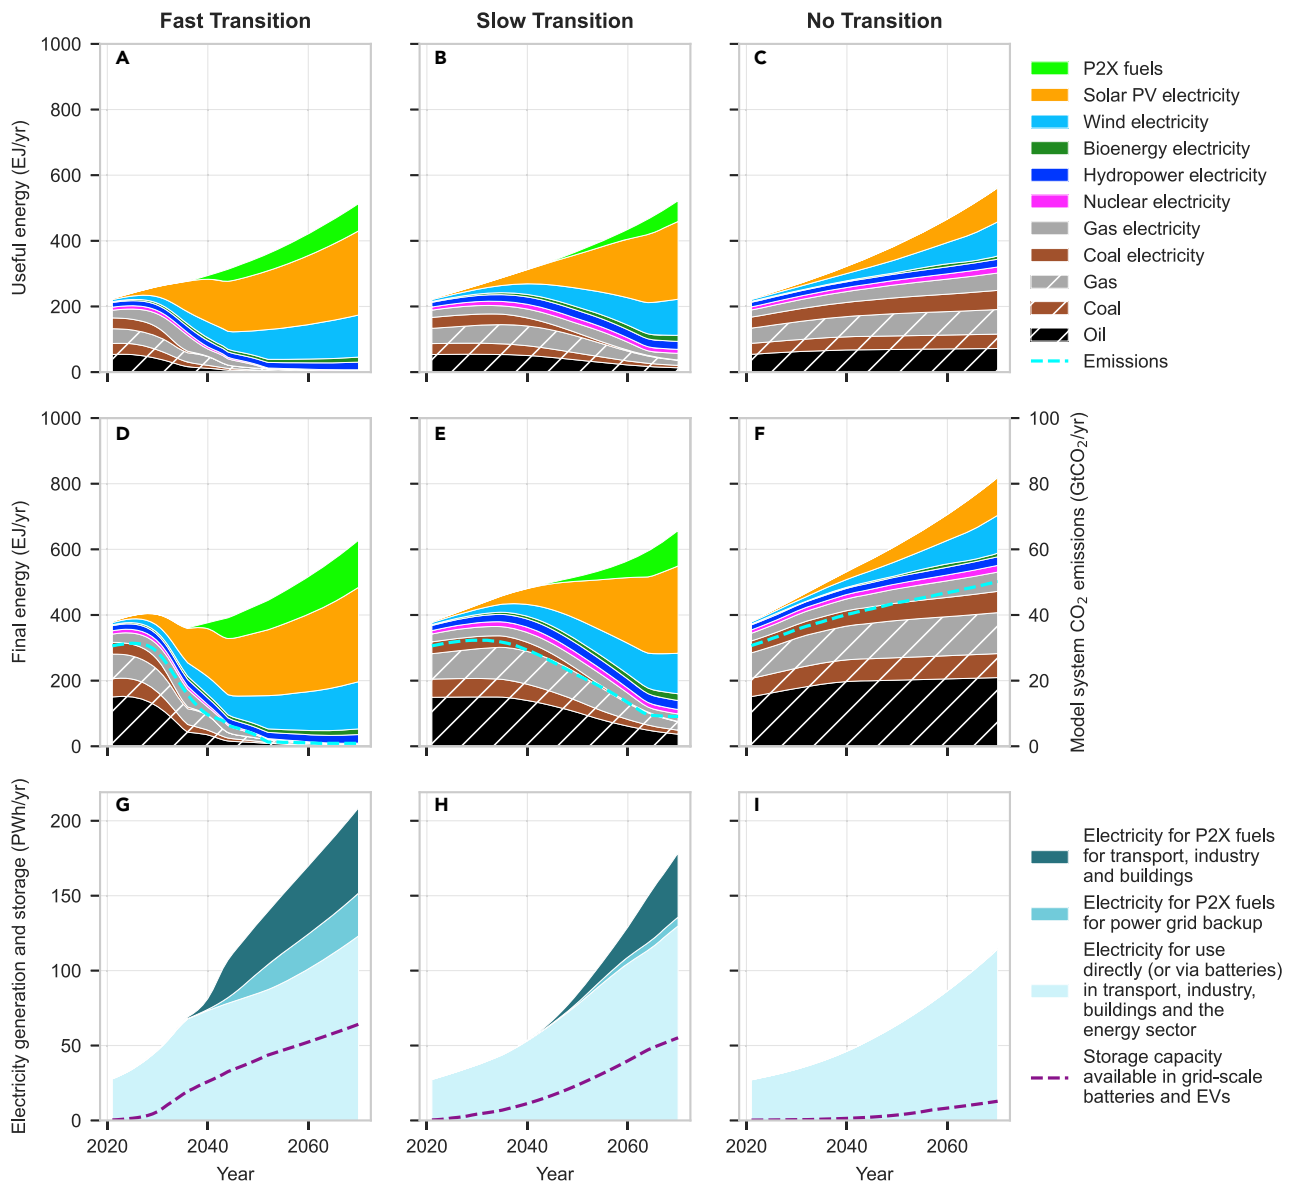 Fast Transition
Slow Transition
No Transition
A
B
C
1000
800
600
400
200
0
Useful energy (EJ/yr)
P2X fuels
Solar PV electricity
Wind electricity
Bioenergy electricity
Hydropower electricity
Nuclear electricity
Gas electricity
Coal electricity
Gas
Coal
Oil
Emissions
D
E
F
1000
800
600
400
200
0
Final energy (EJ/yr)
100
80
60
40
20
0
Model system CO₂ emissions (GtCO₂/yr)
G
H
I
200
150
100
50
0
Electricity generation and storage (PWh/yr)
2020
2040
2060
Year
2020
2040
2060
Year
2020
2040
2060
Year
Electricity for P2X fuels
for transport, industry
and buildings
Electricity for P2X fuels
for power grid backup
Electricity for use
directly (or via batteries)
in transport, industry,
buildings and the
energy sector
Storage capacity
available in grid-scale
batteries and EVs